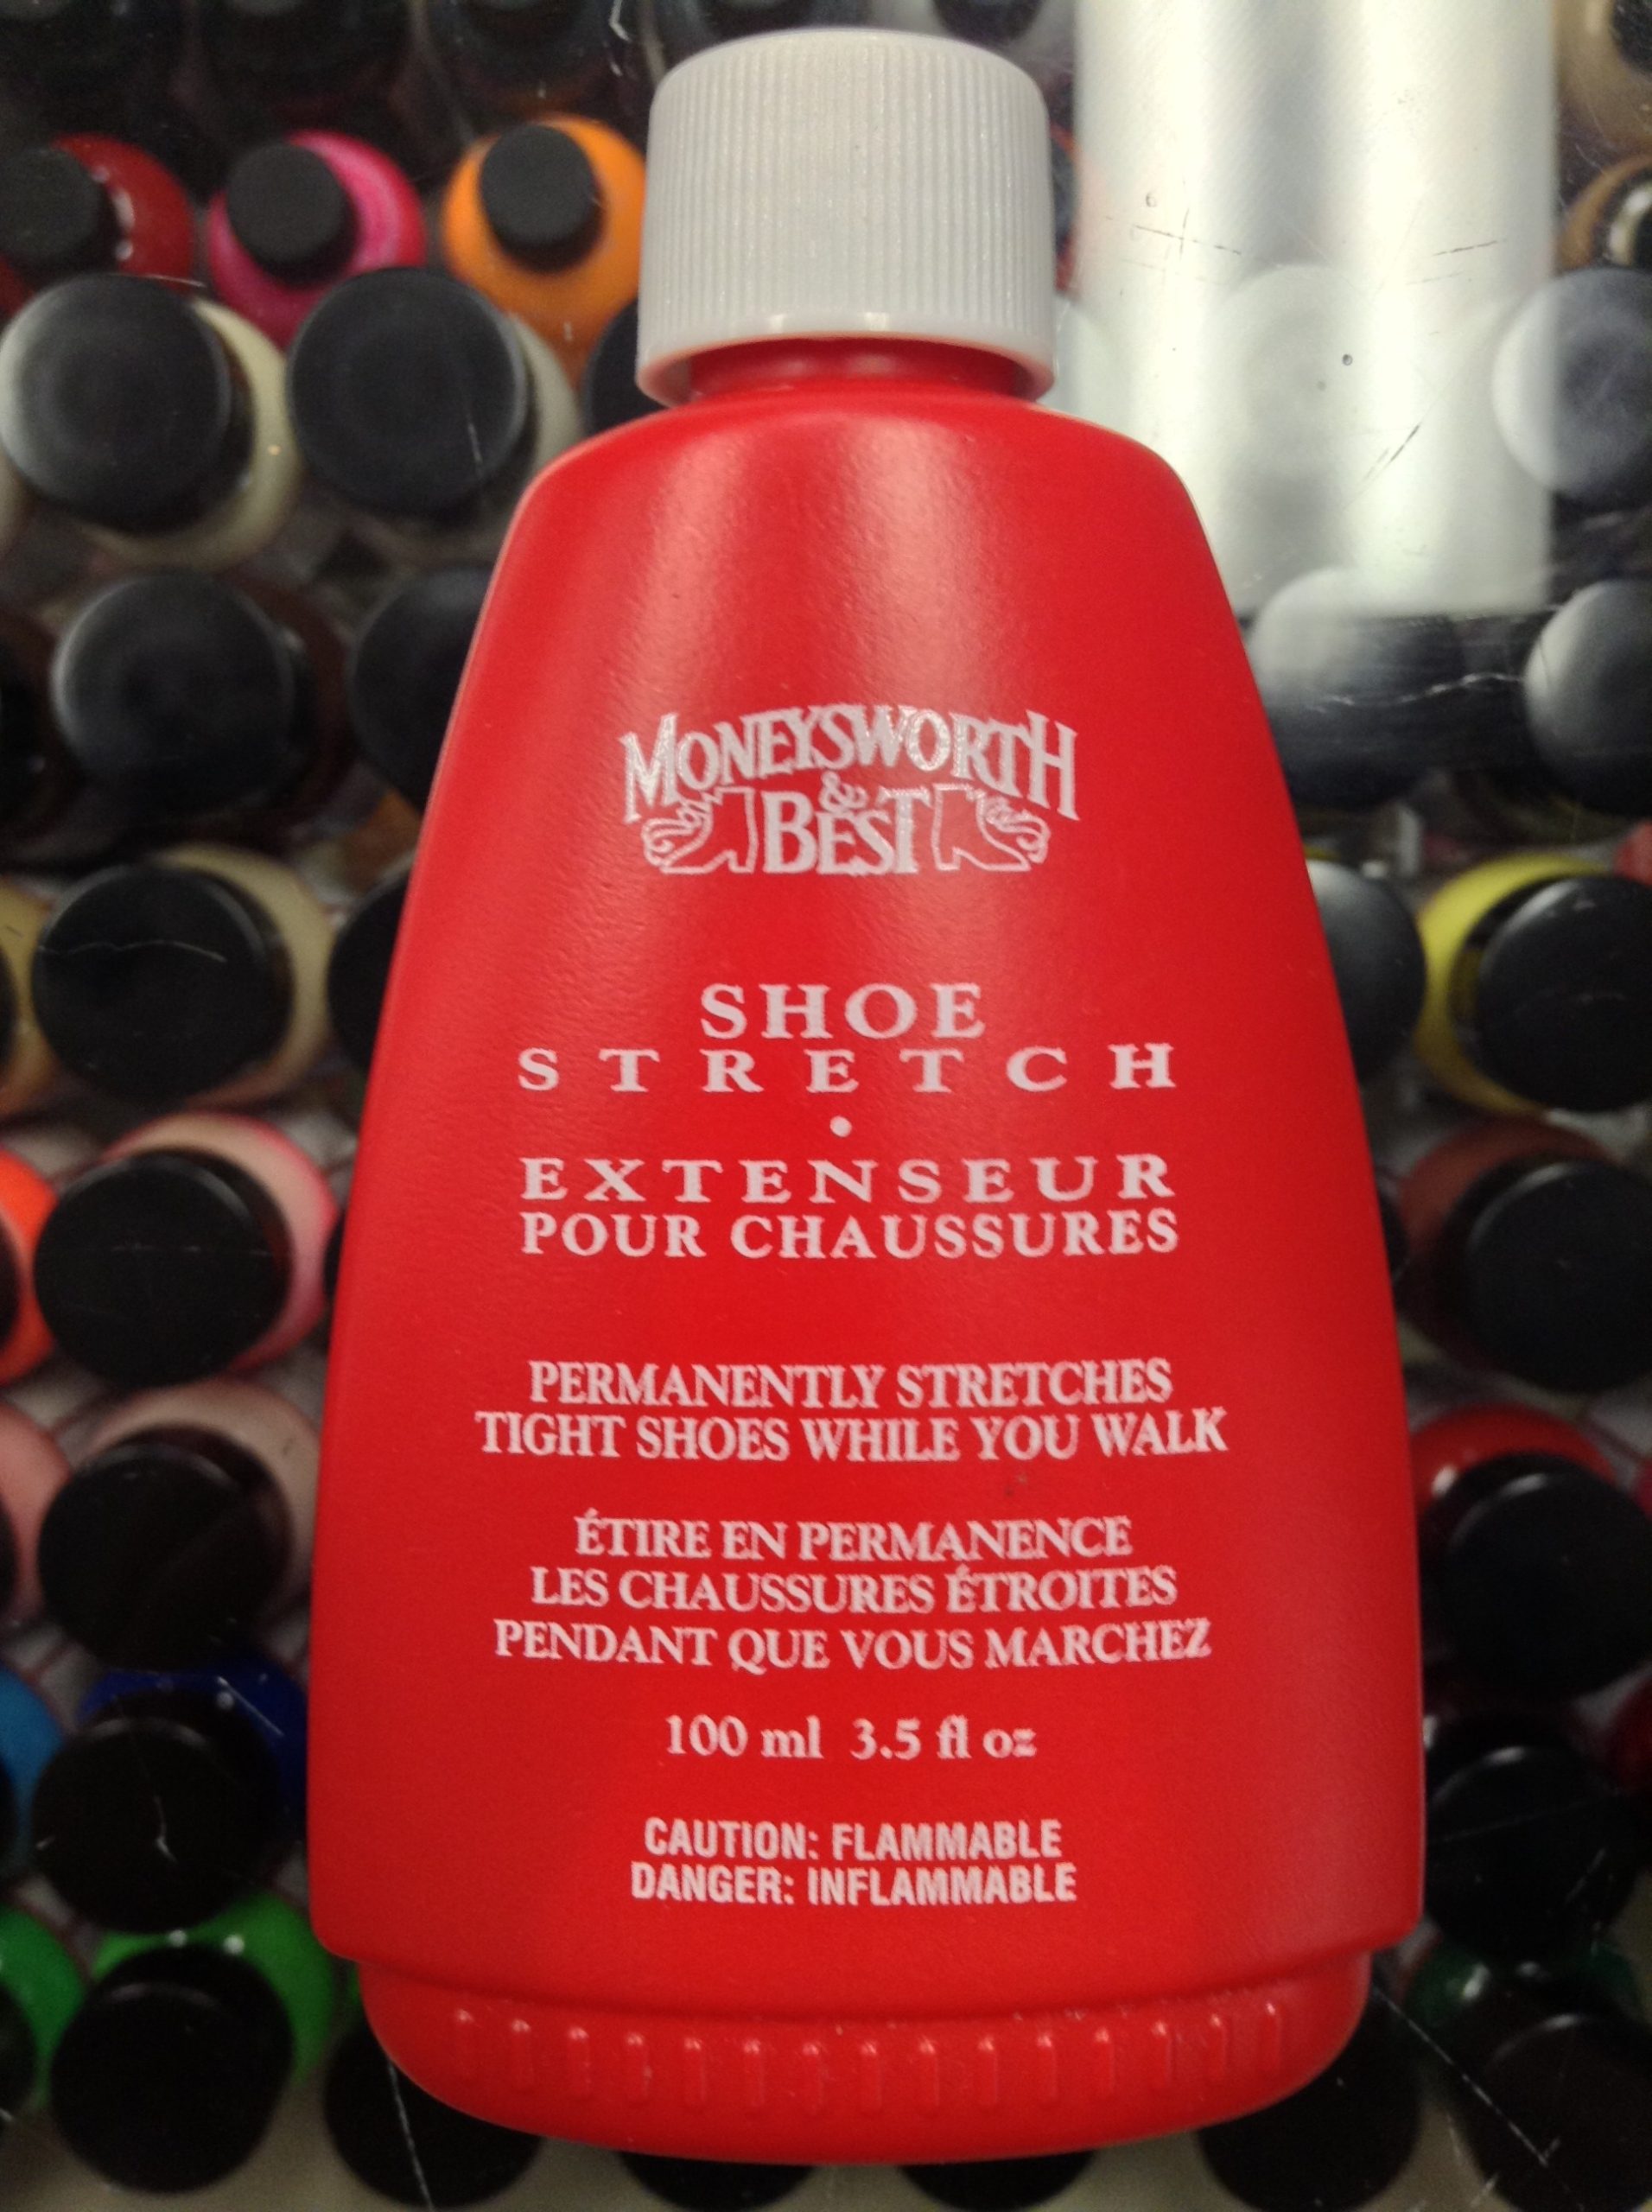 MONEYSWORTH
&
BEST
SHOE
STRETCH
•
EXTENSEUR
POUR CHAUSSURES
PERMANENTLY STRETCHES
TIGHT SHOES WHILE YOU WALK
ÉTIRE EN PERMANENCE
LES CHAUSSURES ÉTROITES
PENDANT QUE VOUS MARCHEZ
100 ml 3.5 fl oz
CAUTION: FLAMMABLE
DANGER: INFLAMMABLE